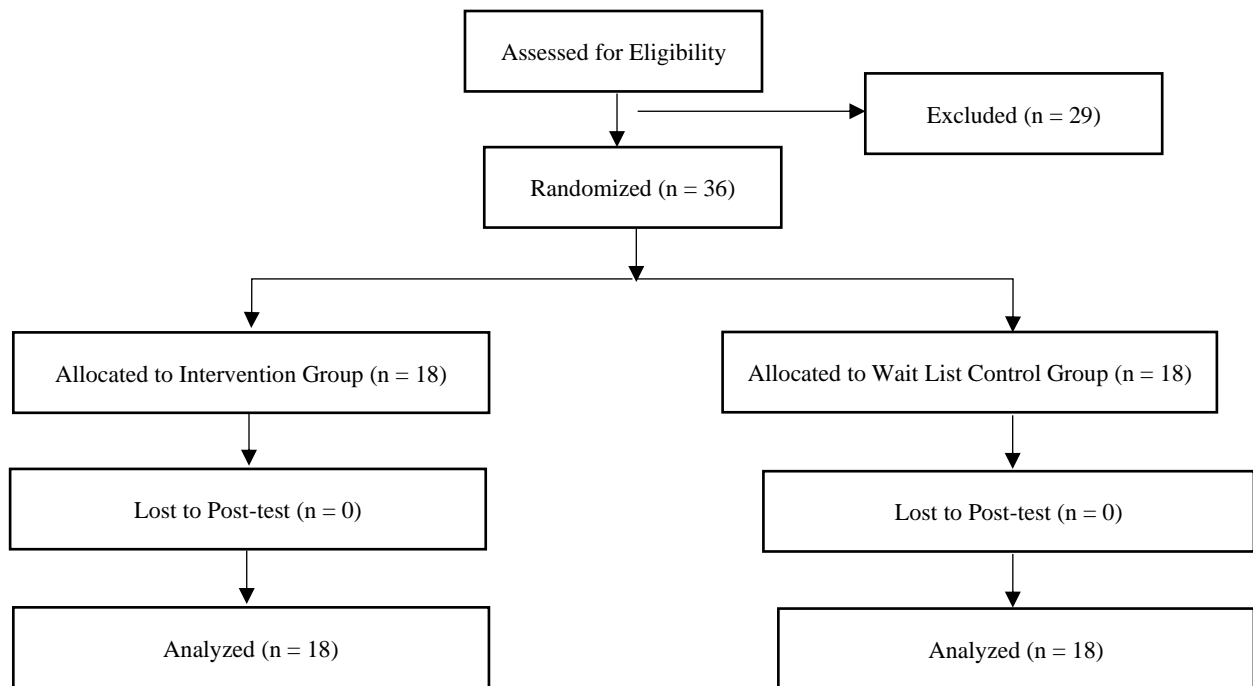 Assessed for Eligibility
Excluded (n = 29)
Randomized (n = 36)
Allocated to Intervention Group (n = 18)
Allocated to Wait List Control Group (n = 18)
Lost to Post-test (n = 0)
Lost to Post-test (n = 0)
Analyzed (n = 18)
Analyzed (n = 18)